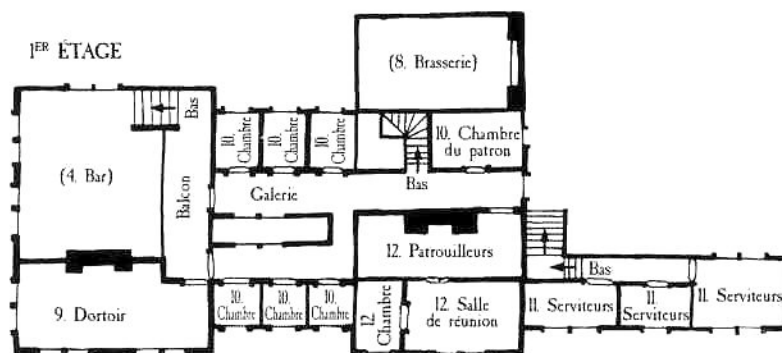 1ER ÉTAGE
(8. Brasserie)
Bas
(4. Bar)
Balcon
10.
Chambre
10.
Chambre
10.
Chambre
10. Chambre
du patron
Bas
Galerie
12. Patrouilleurs
Bas
9. Dortoir
10.
Chambre
10.
Chambre
10.
Chambre
12.
Chambre
12. Salle
de réunion
11. Serviteurs
11.
Serviteurs
11. Serviteurs